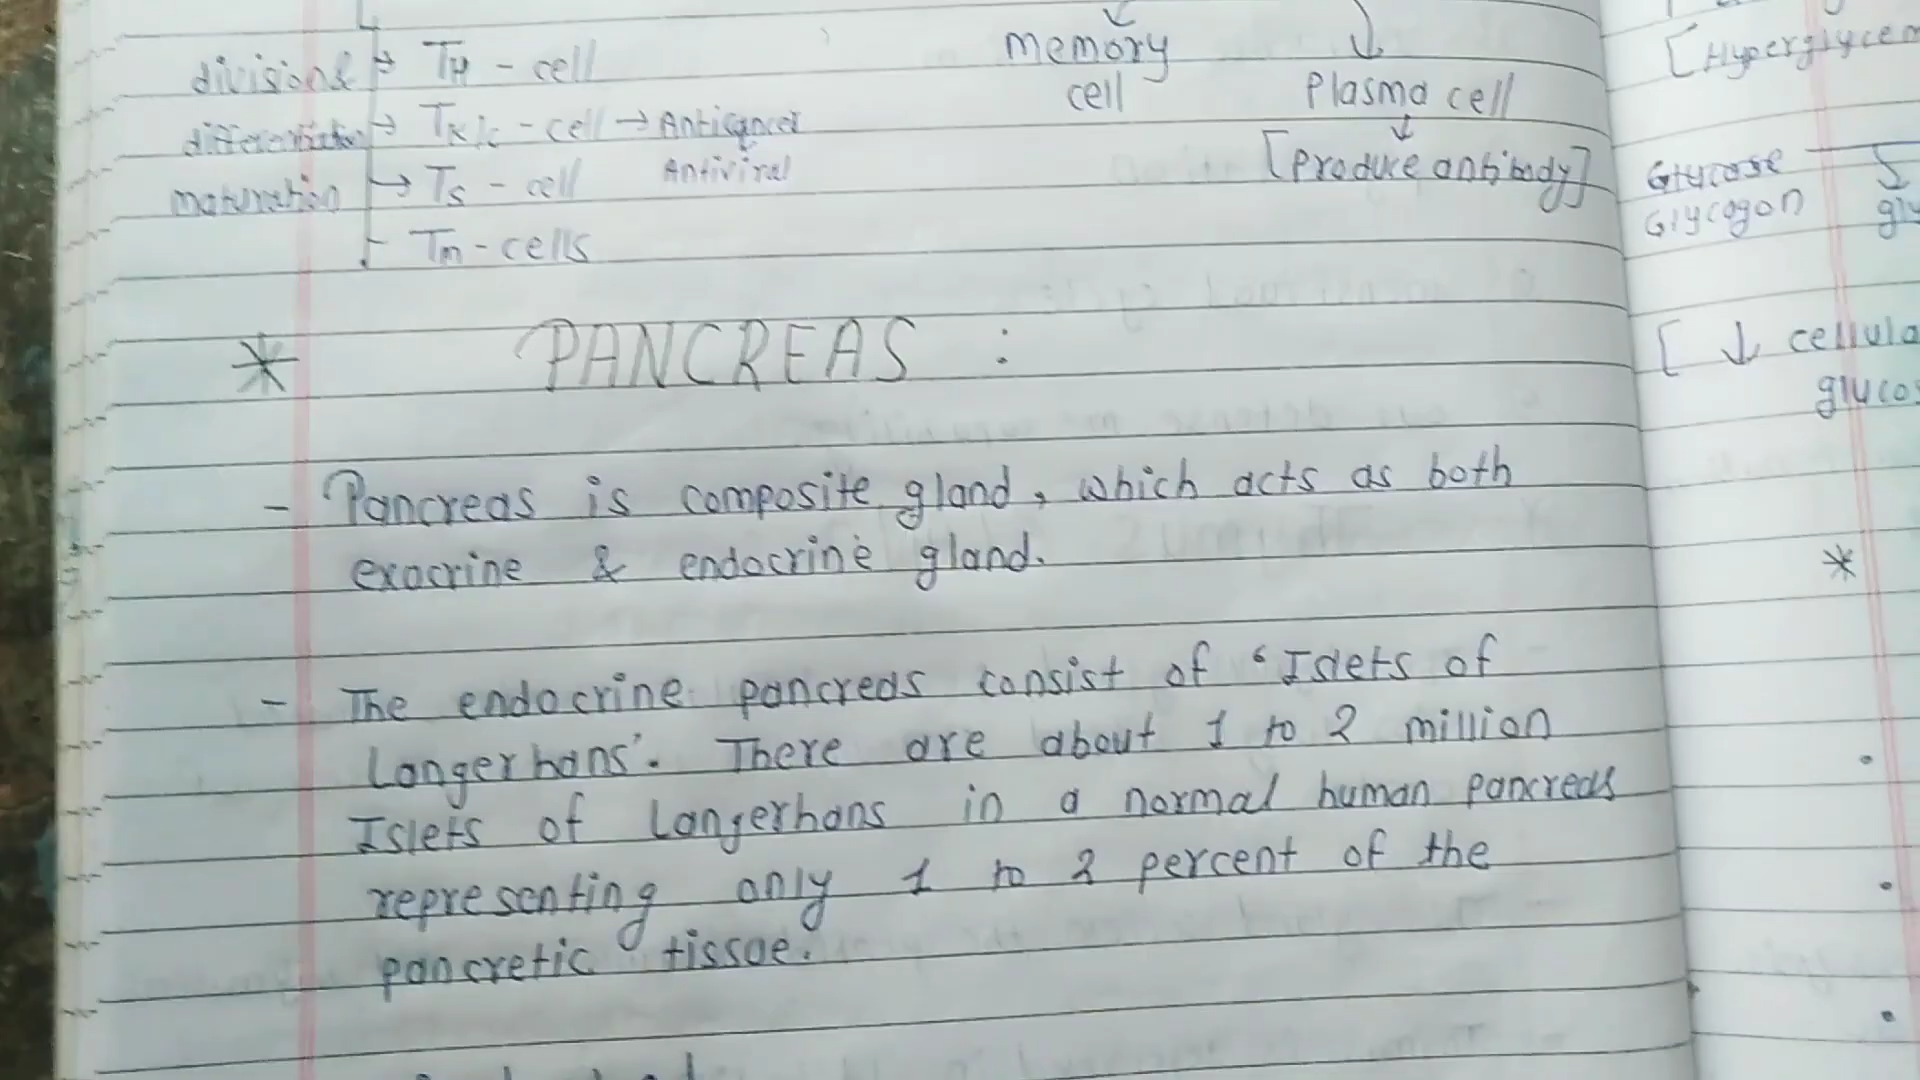 divisions& → TH - cell
differentiation → TK/c - cell → Anticancer
Antiviral
maturation → Ts - cell
Tm - cells
memory
cell
Plasma cell
[Produce antibody]
* PANCREAS :
- Pancreas is composite gland, which acts as both
exocrine & endocrine gland.
- The endocrine pancreas consist of 'Islets of
Langerhans'. There are about 1 to 2 million
Islets of Langerhans in a normal human pancreas
representing only 1 to 2 percent of the
pancretic tissue.
Glucose
Glycogon
[ ↓
*